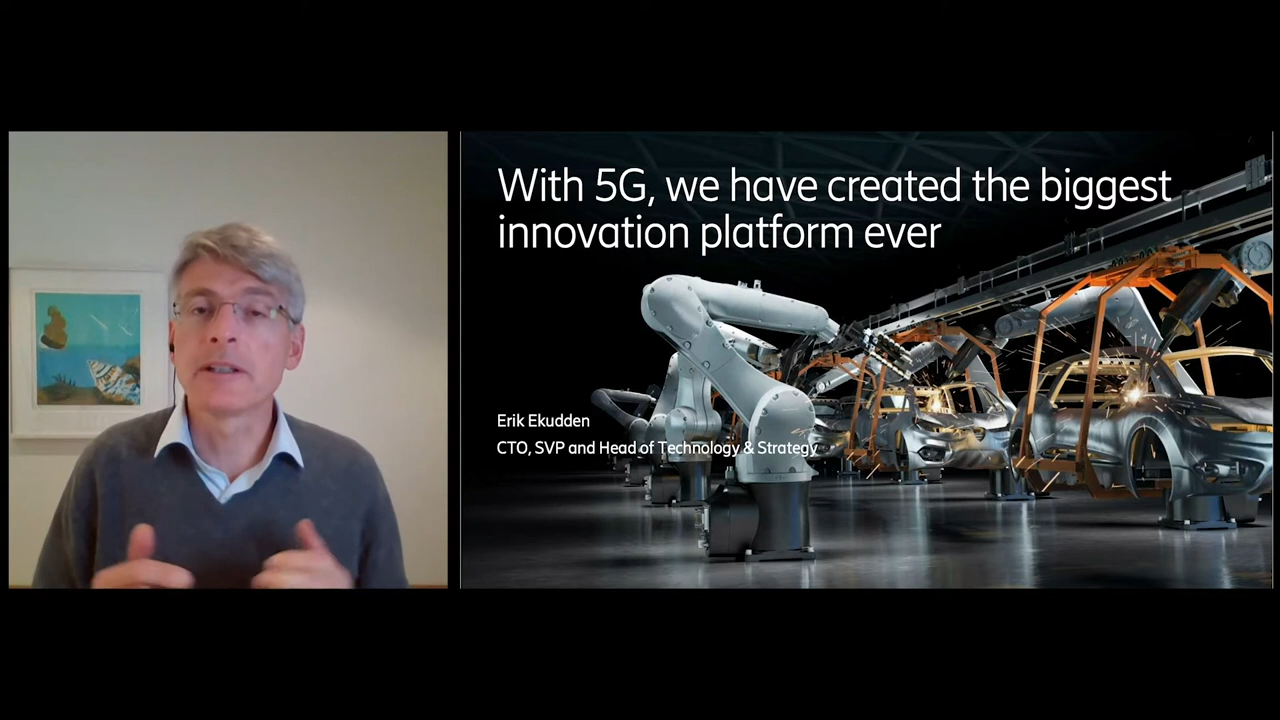 With 5G, we have created the biggest
innovation platform ever
Erik Ekudden
CTO, SVP and Head of Technology & Strategy